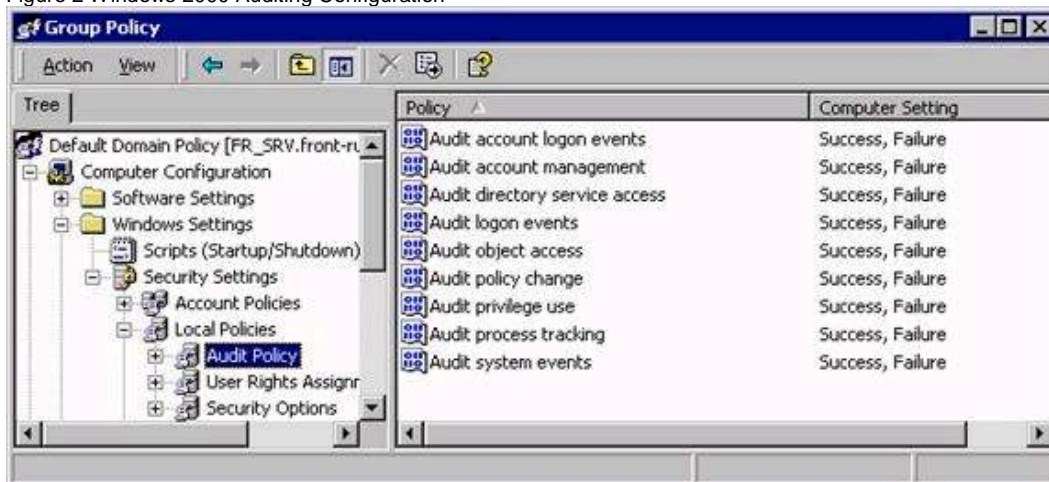 Figure 2 Windows 2000 Auditing Configuration
Group Policy
Action View
Tree
Policy Computer Setting
Default Domain Policy [FR_SRV.front-ru
Computer Configuration
Software Settings
Windows Settings
Scripts (Startup/Shutdown)
Security Settings
Account Policies
Local Policies
Audit Policy
User Rights Assignr
Security Options
Audit account logon events Success, Failure
Audit account management Success, Failure
Audit directory service access Success, Failure
Audit logon events Success, Failure
Audit object access Success, Failure
Audit policy change Success, Failure
Audit privilege use Success, Failure
Audit process tracking Success, Failure
Audit system events Success, Failure